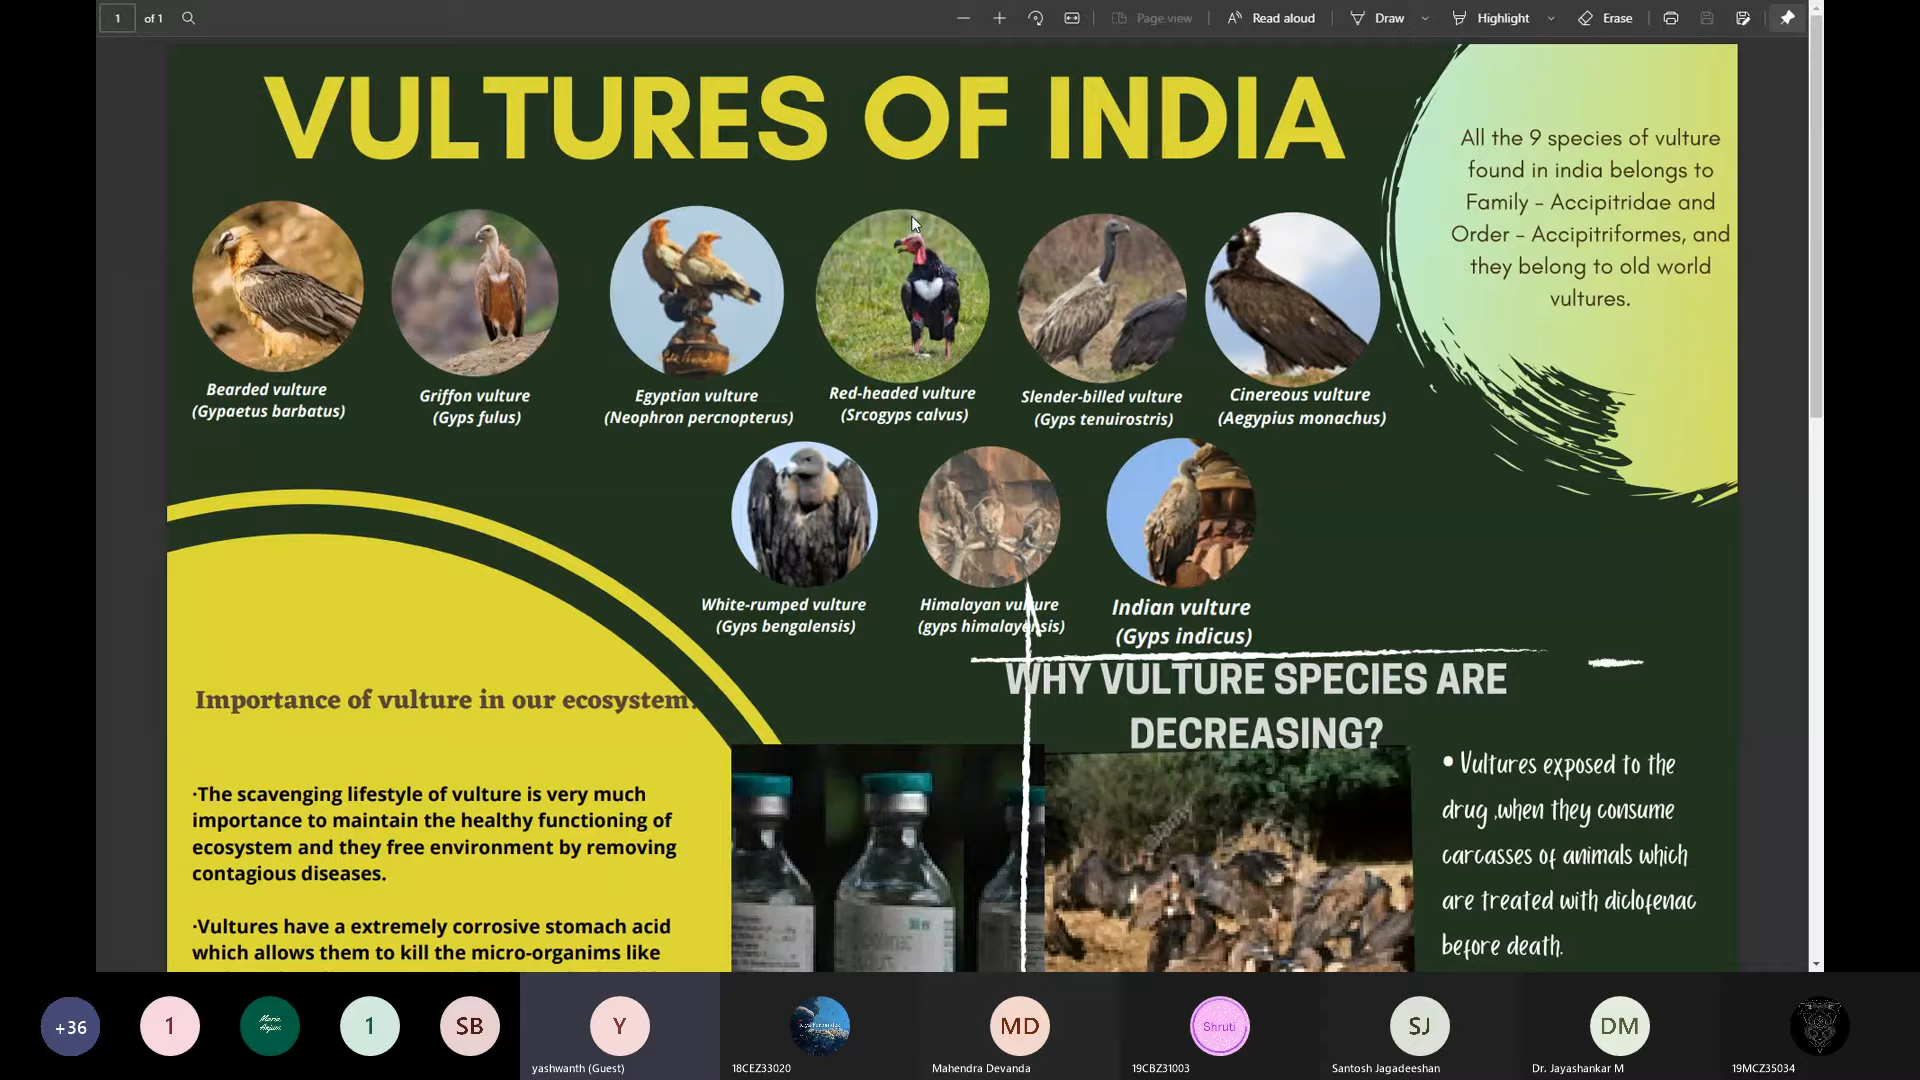 1 of 1
Page view
Read aloud
Draw
Highlight
Erase
VULTURES OF INDIA
All the 9 species of vulture
found in india belongs to
Family - Accipitridae and
Order - Accipitriformes, and
they belong to old world
vultures.
Bearded vulture
(Gypaetus barbatus)
Griffon vulture
(Gyps fulus)
Egyptian vulture
(Neophron percnopterus)
Red-headed vulture
(Srcogyps calvus)
Slender-billed vulture
(Gyps tenuirostris)
Cinereous vulture
(Aegypius monachus)
White-rumped vulture
(Gyps bengalensis)
Himalayan vulture
(gyps himalayensis)
Indian vulture
(Gyps indicus)
Importance of vulture in our ecosystem.
·The scavenging lifestyle of vulture is very much
importance to maintain the healthy functioning of
ecosystem and they free environment by removing
contagious diseases.
·Vultures have a extremely corrosive stomach acid
which allows them to kill the micro-organims like
WHY VULTURE SPECIES ARE
DECREASING?
• Vultures exposed to the
drug ,when they consume
carcasses of animals which
are treated with diclofenac
before death.
+36
1
1
SB
Y
MD
Shruti
SJ
DM
yashwanth (Guest)
18CEZ33020
Mahendra Devanda
19CBZ31003
Santosh Jagadeeshan
Dr. Jayashankar M
19MCZ35034